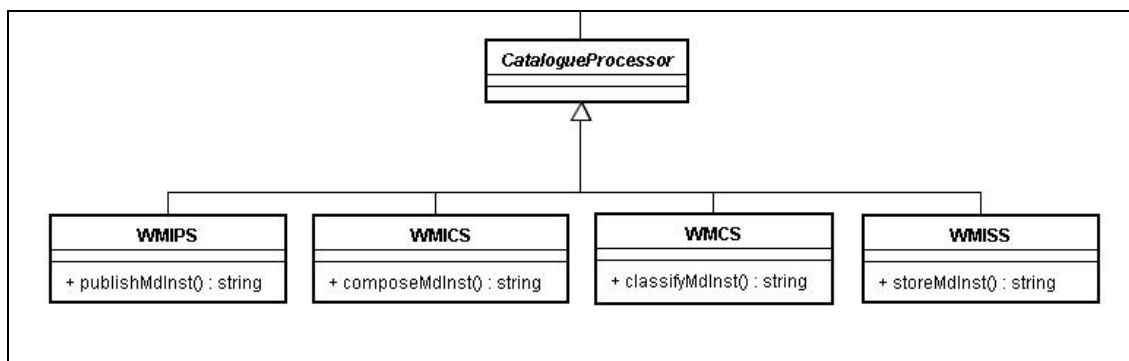 CatalogueProcessor
WMIPS
+ publishMdInst() : string
WMICS
+ composeMdInst() : string
WMCS
+ classifyMdInst() : string
WMISS
+ storeMdInst() : string